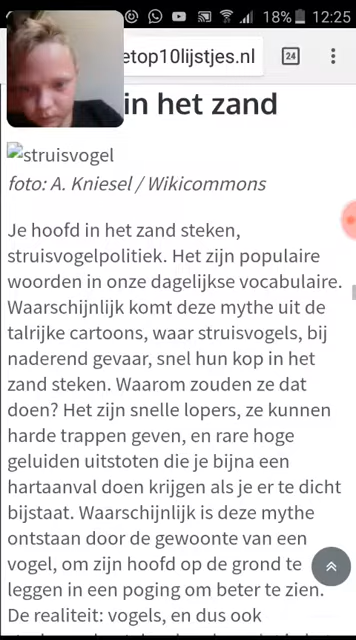 18% 12:25
etop10lijstjes.nl
24
in het zand
struisvogel
foto: A. Kniesel / Wikicommons
Je hoofd in het zand steken,
struisvogelpolitiek. Het zijn populaire
woorden in onze dagelijkse vocabulaire.
Waarschijnlijk komt deze mythe uit de
talrijke cartoons, waar struisvogels, bij
naderend gevaar, snel hun kop in het
zand steken. Waarom zouden ze dat
doen? Het zijn snelle lopers, ze kunnen
harde trappen geven, en rare hoge
geluiden uitstoten die je bijna een
hartaanval doen krijgen als je er te dicht
bijstaat. Waarschijnlijk is deze mythe
ontstaan door de gewoonte van een
vogel, om zijn hoofd op de grond te
leggen in een poging om beter te zien.
De realiteit: vogels, en dus ook